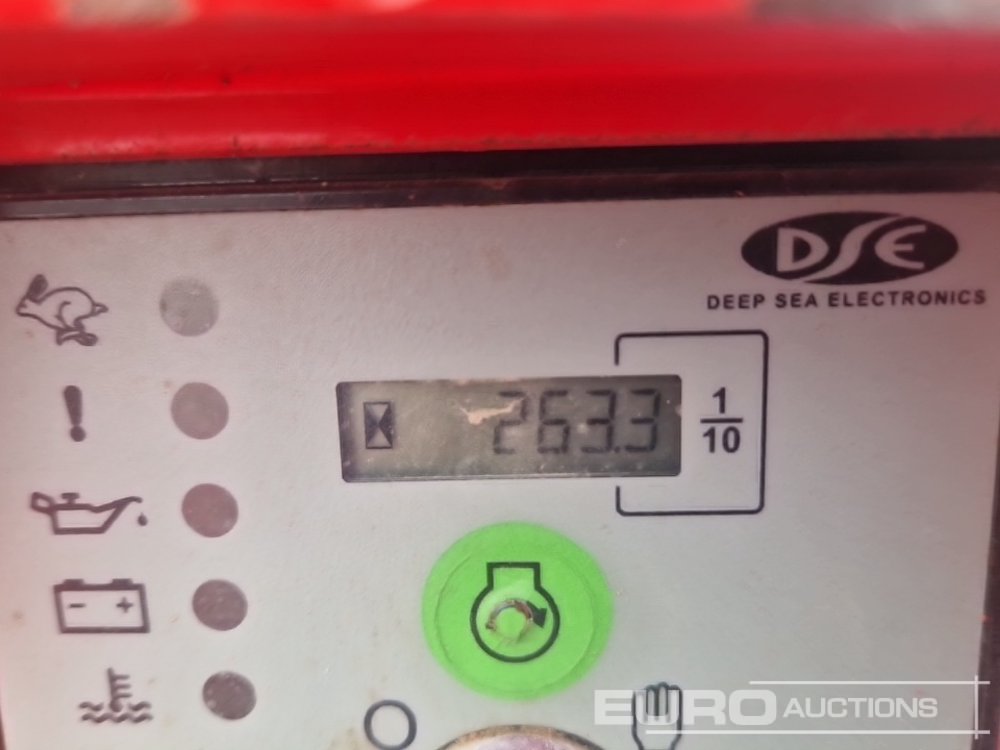 DSE
DEEP SEA ELECTRONICS
263.3
1
10
EURO AUCTIONS